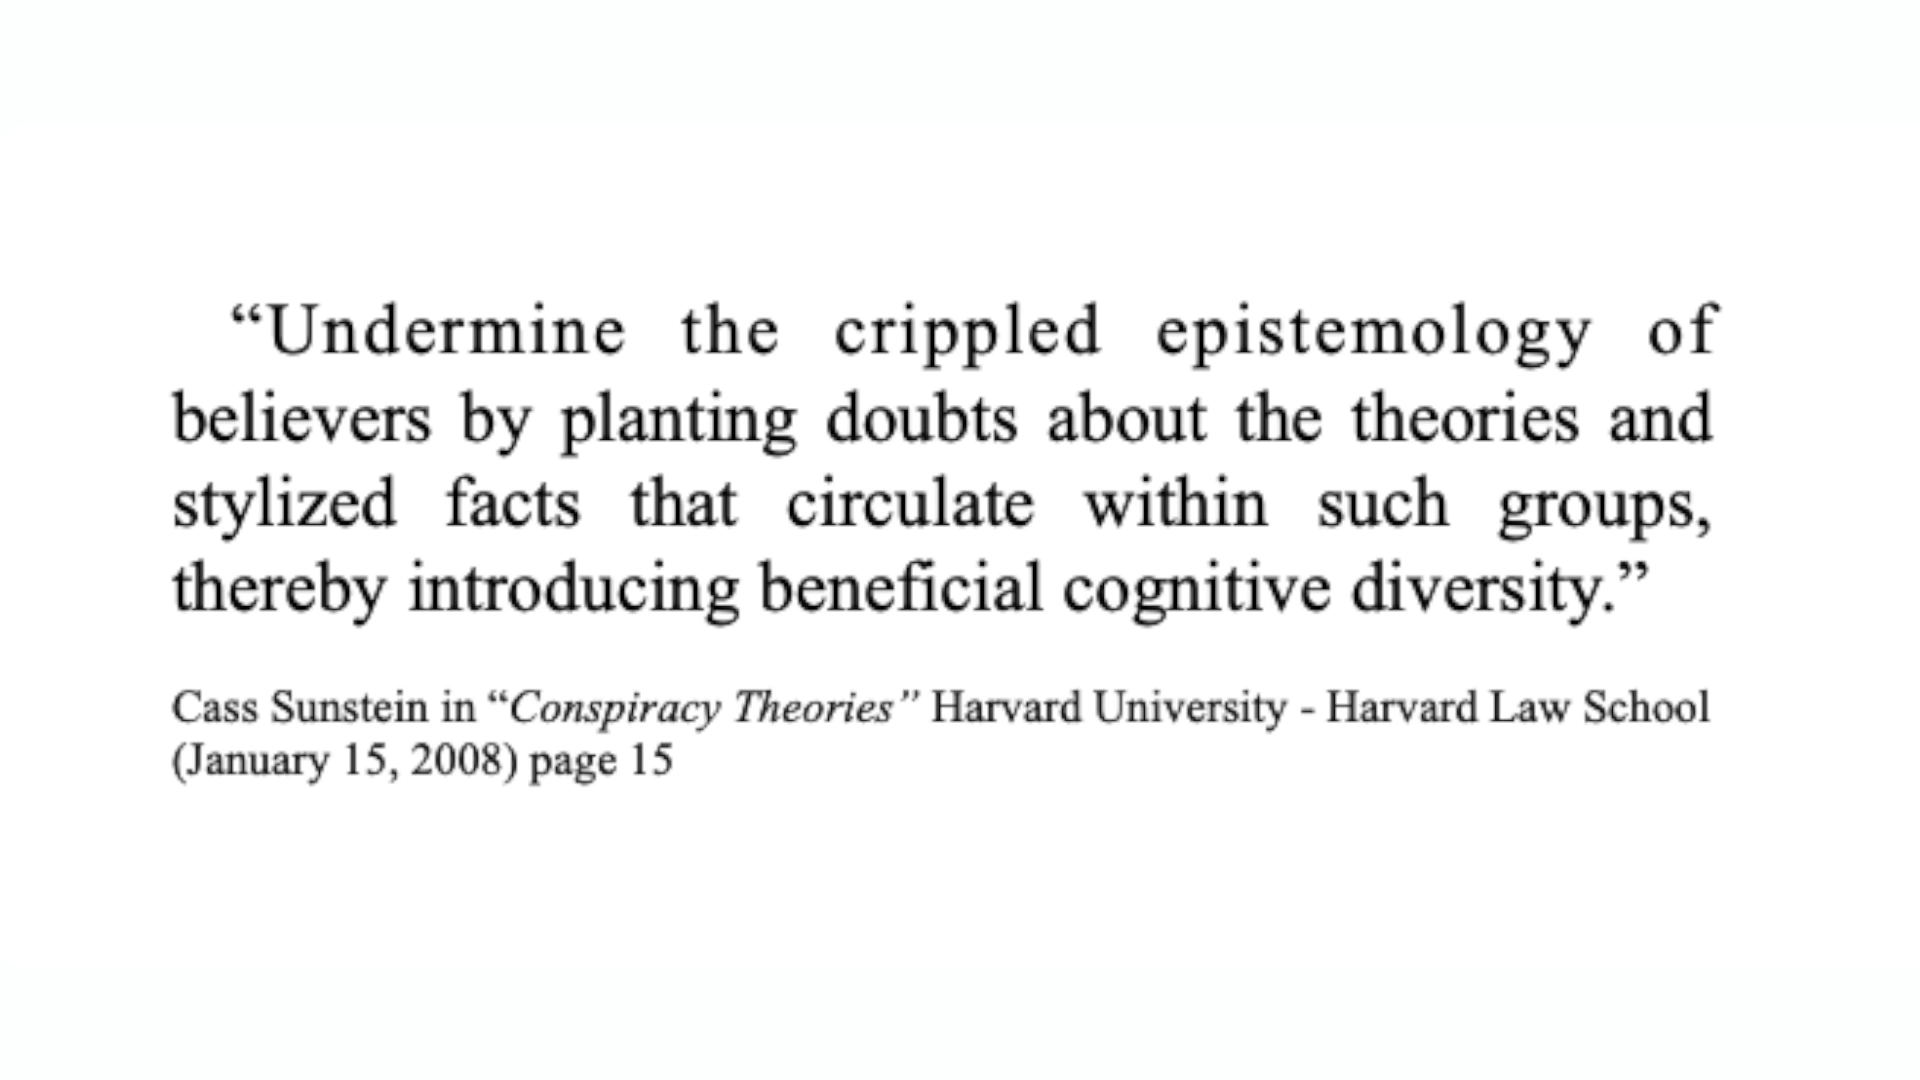 “Undermine the crippled epistemology of
believers by planting doubts about the theories and
stylized facts that circulate within such groups,
thereby introducing beneficial cognitive diversity.”
Cass Sunstein in “Conspiracy Theories” Harvard University - Harvard Law School
(January 15, 2008) page 15